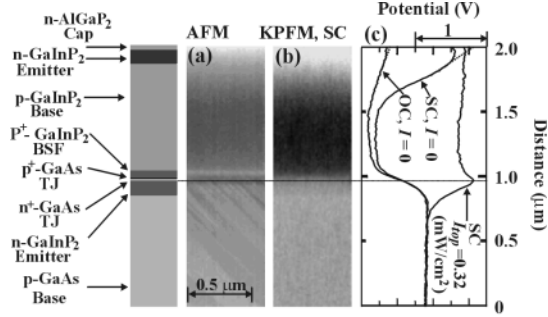 n-AlGaP₂
Cap
n-GaInP₂
Emitter
p-GaInP₂
Base
P⁺- GaInP₂
BSF
p⁺-GaAs
TJ
n⁺-GaAs
TJ
n-GaInP₂
Emitter
p-GaAs
Base
AFM
(a)
0.5 μm
KPFM, SC
(b)
Potential (V)
(c)
1
OC, I = 0
SC, I = 0
SC
I_top=0.32
(mW/cm²)
2.0
1.5
1.0
0.5
0
Distance (μm)